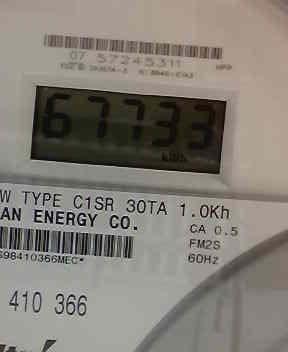 07 57245311
67733
kWh
W TYPE C1SR 30TA 1.0Kh
AN ENERGY CO.
CA 0.5
FM2S
60Hz
S98410366MEC*
410 366